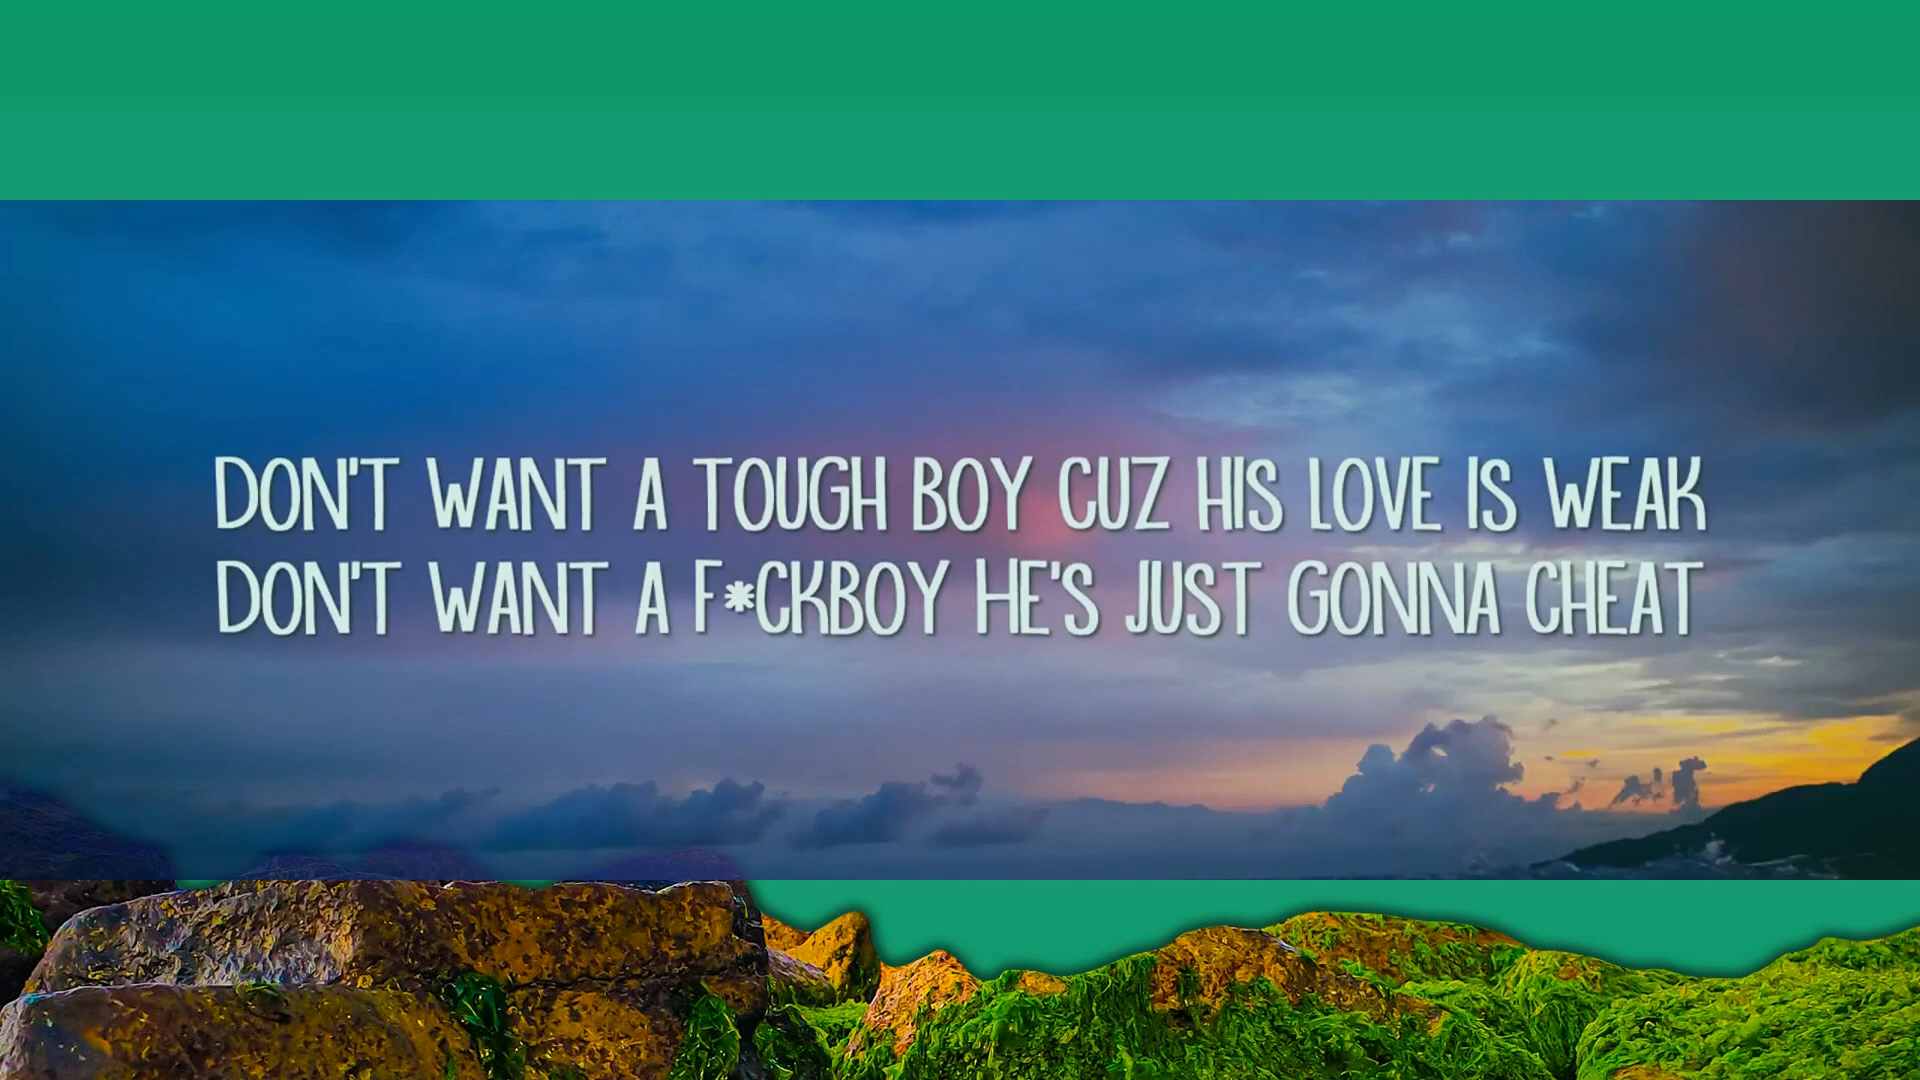 DON'T WANT A TOUGH BOY CUZ HIS LOVE IS WEAK
DON'T WANT A F*CKBOY HE'S JUST GONNA CHEAT